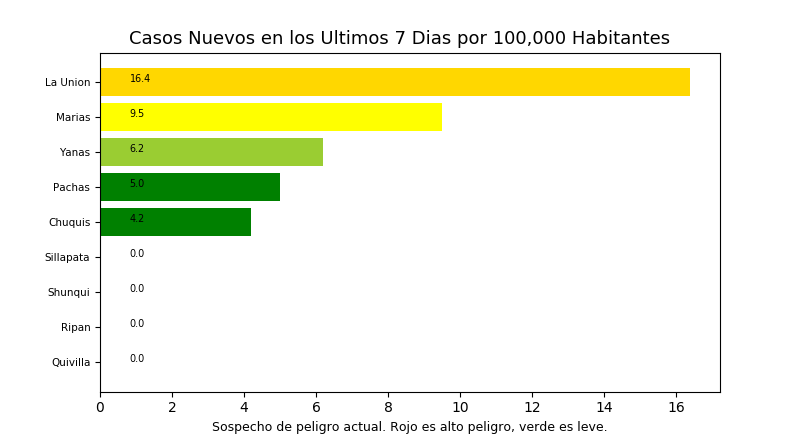 Casos Nuevos en los Ultimos 7 Dias por 100,000 Habitantes
La Union 16.4
Marias 9.5
Yanas 6.2
Pachas 5.0
Chuquis 4.2
Sillapata 0.0
Shunqui 0.0
Ripan 0.0
Quivilla 0.0
0 2 4 6 8 10 12 14 16
Sospecho de peligro actual. Rojo es alto peligro, verde es leve.